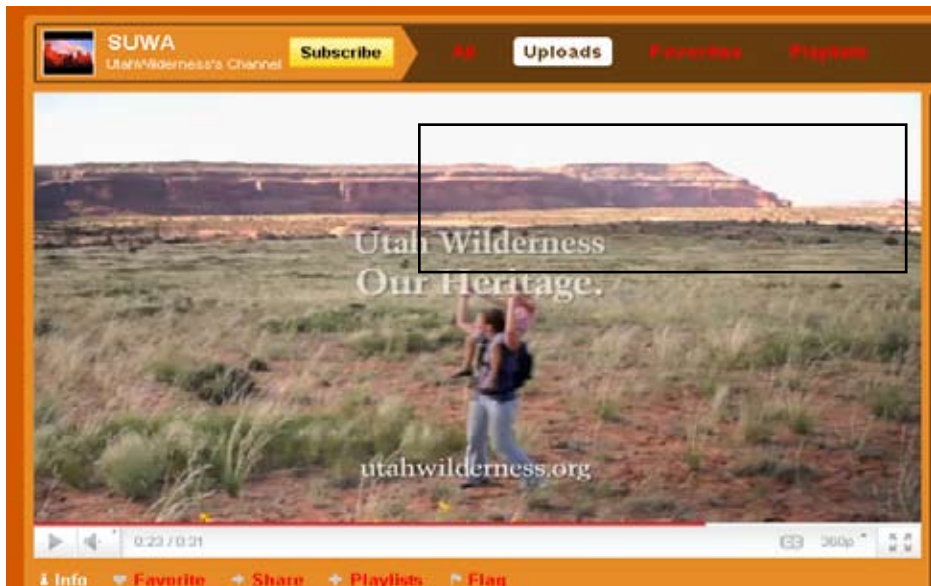 SUWA
UtahWilderness's Channel
Subscribe
All
Uploads
Favorites
Playlists
Utah Wilderness
Our Heritage.
utahwilderness.org
0:23 / 0:31
CC
360p
Info
Favorite
Share
Playlists
Flag